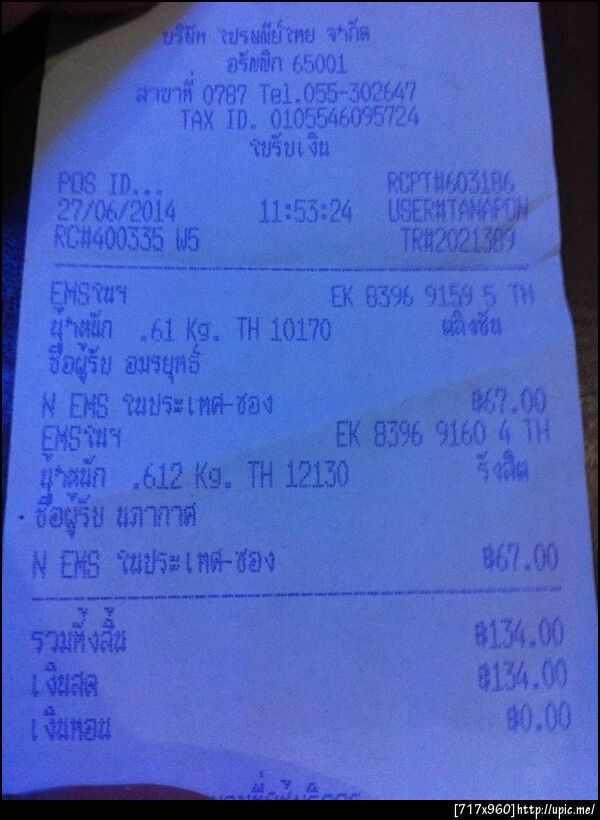 บริษัท ไปรษณีย์ไทย จำกัด
อรัญญิก 65001
สาขาที่ 0787 Tel.055-302647
TAX ID. 0105546095724
ใบรับเงิน
POS ID... RCPT#603186
27/06/2014 11:53:24 USER#TANAPON
RC#400335 W5 TR#2021389
EMSในฯ EK 8396 9159 5 TH
น้ำหนัก .61 Kg. TH 10170 ตลิ่งชัน
ชื่อผู้รับ อมรยุทธ์
N EMS ในประเทศ-ซอง ฿67.00
EMSในฯ EK 8396 9160 4 TH
น้ำหนัก .612 Kg. TH 12130 รังสิต
ชื่อผู้รับ นภากาศ
N EMS ในประเทศ-ซอง ฿67.00
รวมทั้งสิ้น ฿134.00
เงินสด ฿134.00
เงินทอน ฿0.00
[717x960]http://upic.me/